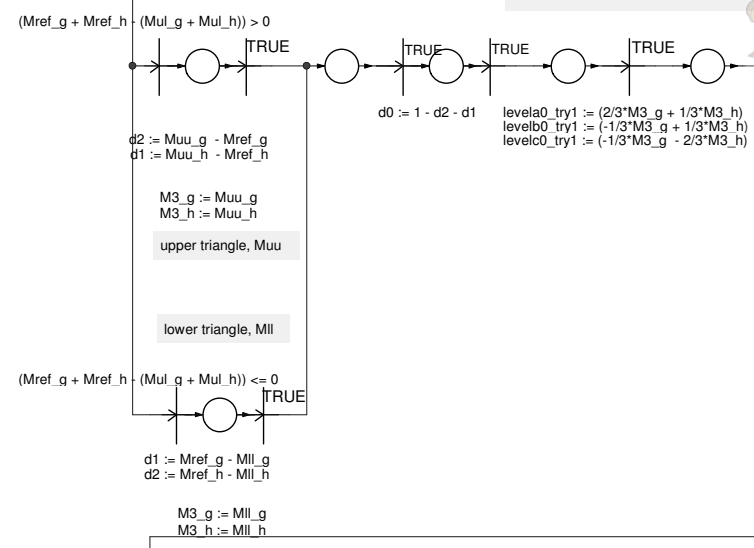 (Mref_g + Mref_h - (Mul_g + Mul_h)) > 0
TRUE
TRUE
TRUE
TRUE
d0 := 1 - d2 - d1
levela0_try1 := (2/3*M3_g + 1/3*M3_h)
levelb0_try1 := (-1/3*M3_g + 1/3*M3_h)
levelc0_try1 := (-1/3*M3_g - 2/3*M3_h)
d2 := Muu_g - Mref_g
d1 := Muu_h - Mref_h
M3_g := Muu_g
M3_h := Muu_h
upper triangle, Muu
lower triangle, Mll
(Mref_g + Mref_h - (Mul_g + Mul_h)) <= 0
TRUE
d1 := Mref_g - Mll_g
d2 := Mref_h - Mll_h
M3_g := Mll_g
M3_h := Mll_h